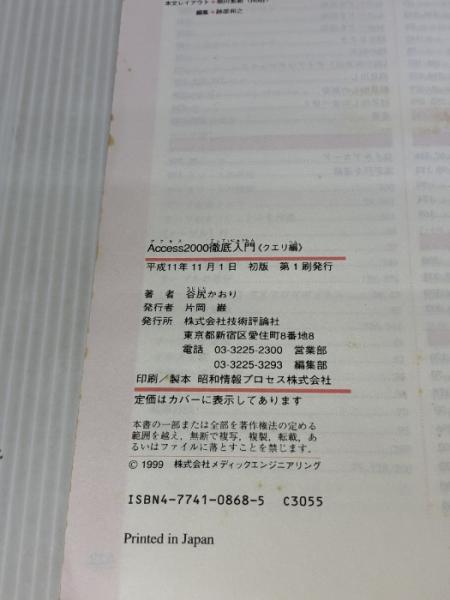 編集●跡部和之
アクセス
Access2000徹底入門《クエリ編》
平成11年11月1日 初版 第1刷発行
著者 谷尻かおり
発行者 片岡 巌
発行所 株式会社技術評論社
東京都新宿区愛住町8番地8
電話 03-3225-2300 営業部
03-3225-3293 編集部
印刷/製本 昭和情報プロセス株式会社
定価はカバーに表示してあります
本書の一部または全部を著作権法の定める
範囲を越え,無断で複写,複製,転載,あ
るいはファイルに落とすことを禁じます。
© 1999 株式会社メディックエンジニアリング
ISBN4-7741-0868-5 C3055
Printed in Japan